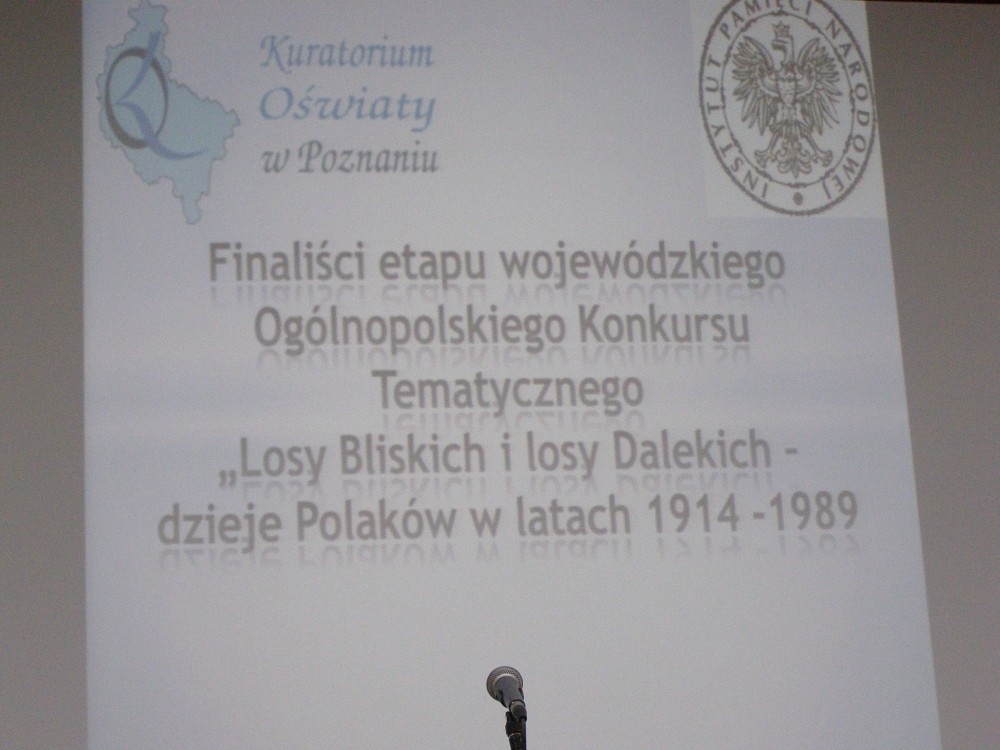 Kuratorium
Oświaty
w Poznaniu
INSTYTUT PAMIĘCI NARODOWEJ
Finaliści etapu wojewódzkiego
Ogólnopolskiego Konkursu
Tematycznego
„Losy Bliskich i losy Dalekich -
dzieje Polaków w latach 1914 -1989